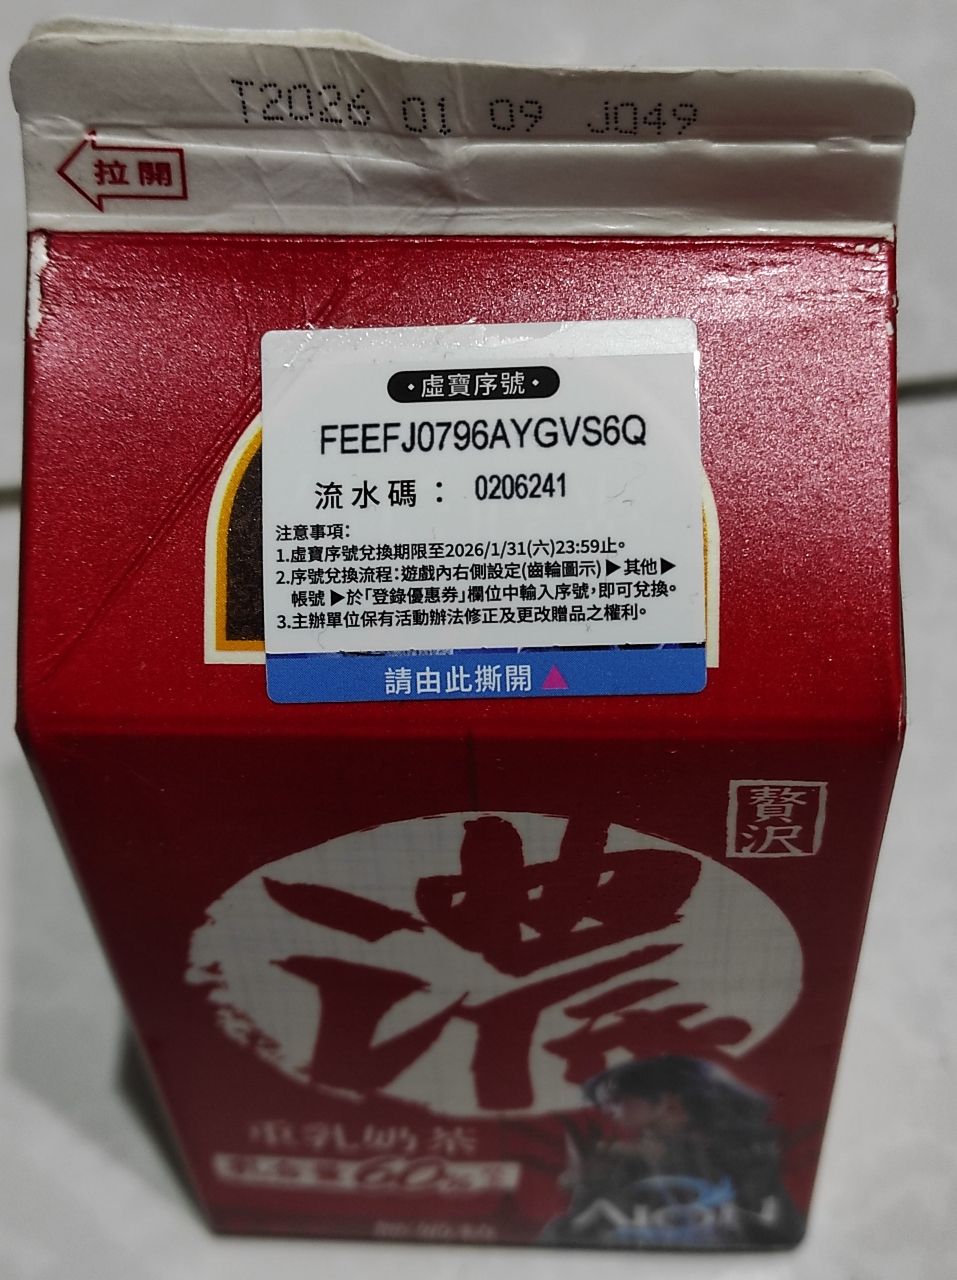 T2026 01 09 J049
拉開
·虛寶序號·
FEEFJ0796AYGVS6Q
流水碼： 0206241
注意事項：
1.虛寶序號兌換期限至2026/1/31(六)23:59止。
2.序號兌換流程：遊戲內右側設定(齒輪圖示)▶其他▶
帳號▶於「登錄優惠券」欄位中輸入序號，即可兌換。
3.主辦單位保有活動辦法修正及更改贈品之權利。
請由此撕開▲
贅沢
濃
重乳奶茶
AION